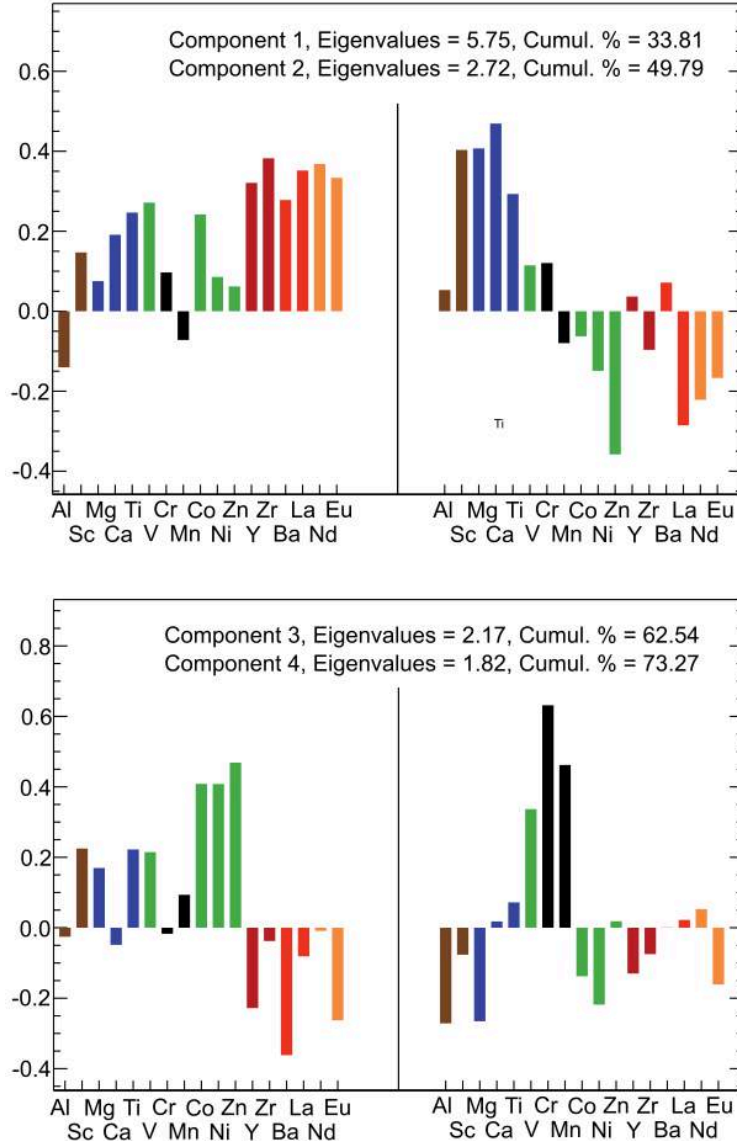 Component 1, Eigenvalues = 5.75, Cumul. % = 33.81
Component 2, Eigenvalues = 2.72, Cumul. % = 49.79
0.6
0.4
0.2
0.0
-0.2
-0.4
Ti
Al Mg Ti Cr Co Zn Zr La Eu
Sc Ca V Mn Ni Y Ba Nd
Al Mg Ti Cr Co Zn Zr La Eu
Sc Ca V Mn Ni Y Ba Nd
Component 3, Eigenvalues = 2.17, Cumul. % = 62.54
Component 4, Eigenvalues = 1.82, Cumul. % = 73.27
0.8
0.6
0.4
0.2
0.0
-0.2
-0.4
Al Mg Ti Cr Co Zn Zr La Eu
Sc Ca V Mn Ni Y Ba Nd
Al Mg Ti Cr Co Zn Zr La Eu
Sc Ca V Mn Ni Y Ba Nd